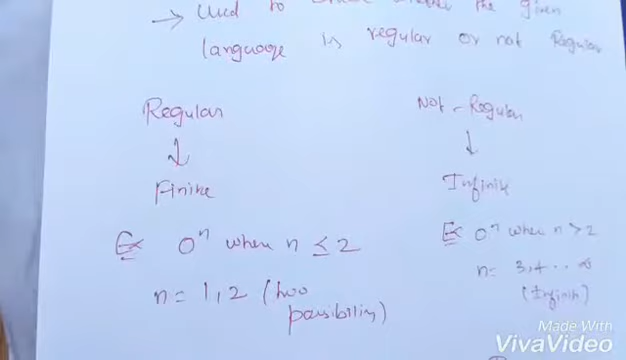 → Used to the given
language is regular or not Regular
Regular
↓
Finite
Ex 0ⁿ when n ≤ 2
n = 1, 2 (two
possibility)
Not - Regular
↓
Infinite
Ex 0ⁿ when n > 2
n = 3, 4 .. ∞
(Infinite)
Made With
VivaVideo